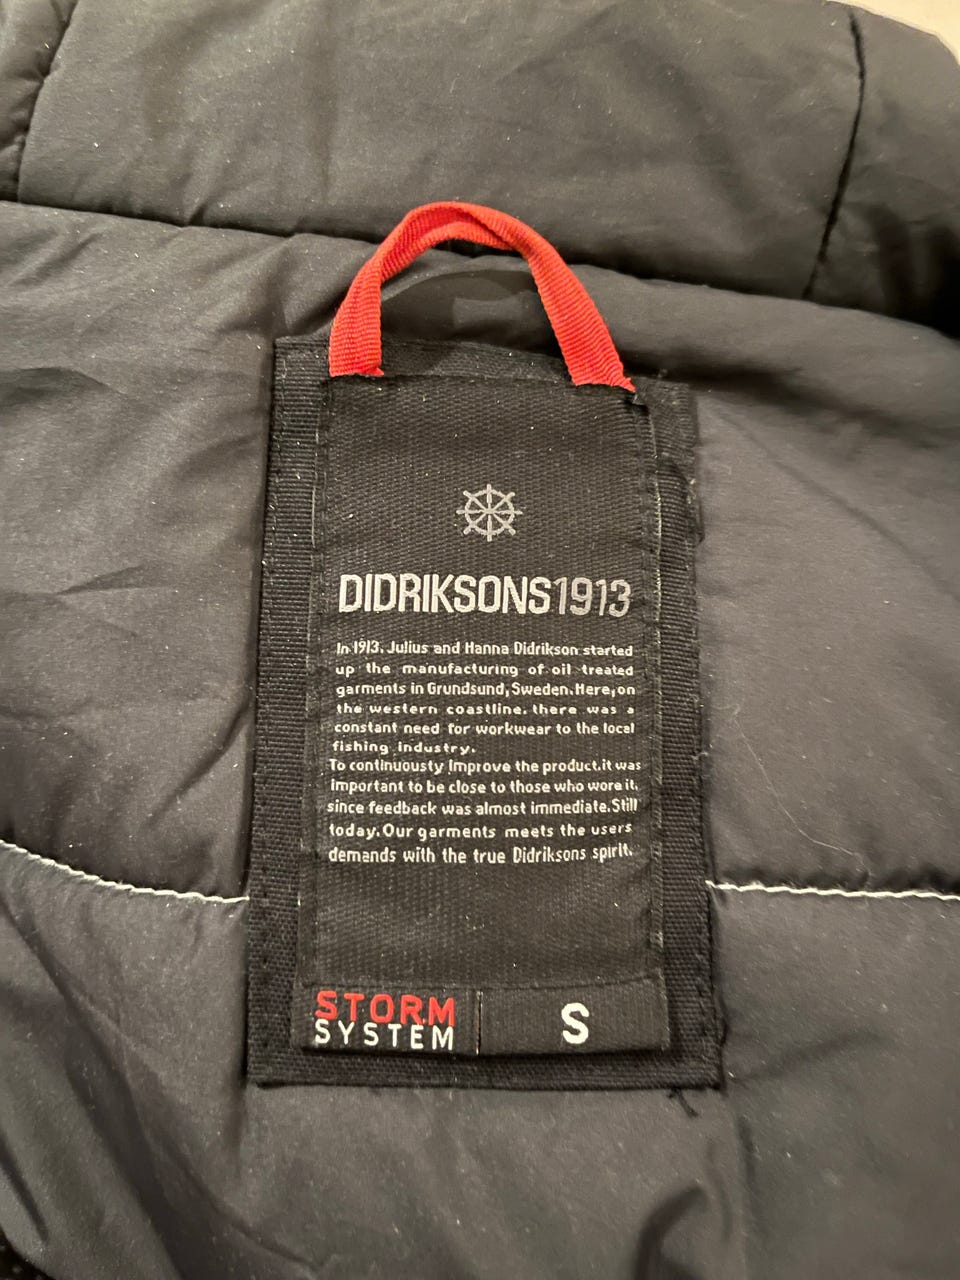 DIDRIKSONS1913
In 1913, Julius and Hanna Didrikson started
up the manufacturing of oil treated
garments in Grundsund, Sweden. Here, on
the western coastline, there was a
constant need for workwear to the local
fishing industry.
To continuously improve the product, it was
important to be close to those who wore it,
since feedback was almost immediate. Still
today. Our garments meets the users
demands with the true Didriksons spirit.
STORM
SYSTEM
S